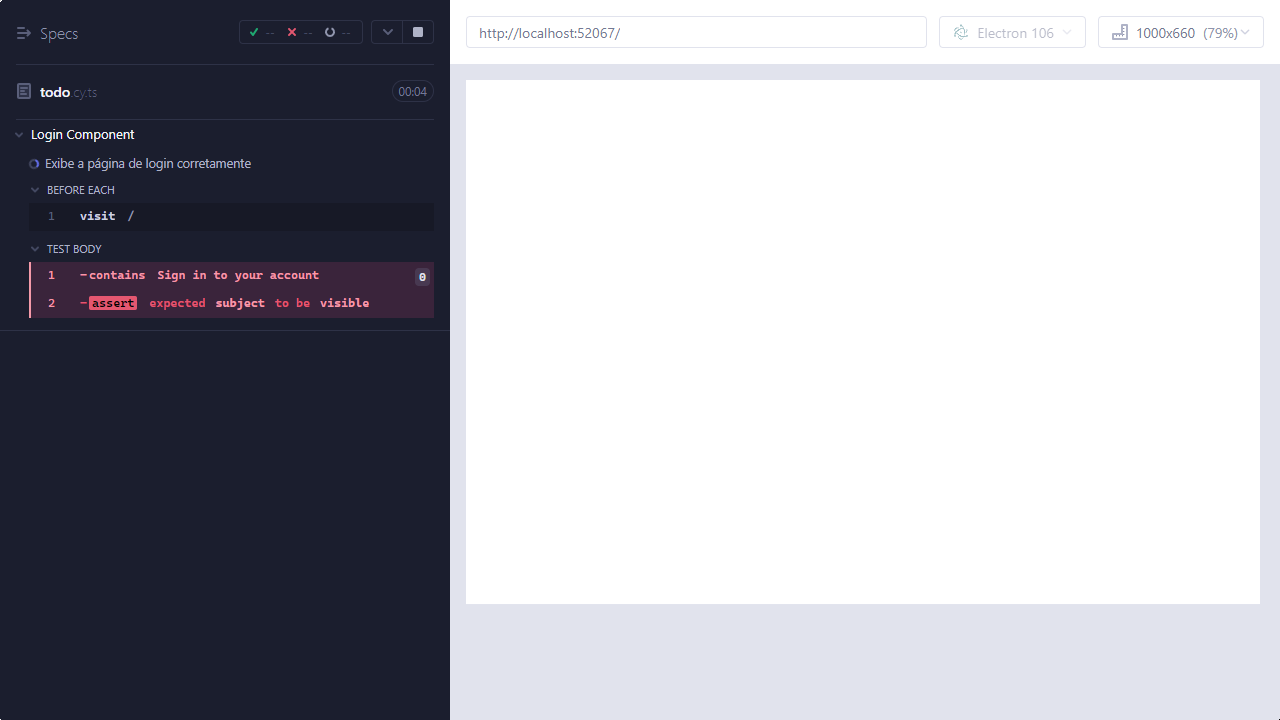 Specs
-- -- --
todo.cy.ts 00:04
Login Component
Exibe a página de login corretamente
BEFORE EACH
1 visit /
TEST BODY
1 -contains Sign in to your account 0
2 -assert expected subject to be visible
http://localhost:52067/
Electron 106
1000x660 (79%)